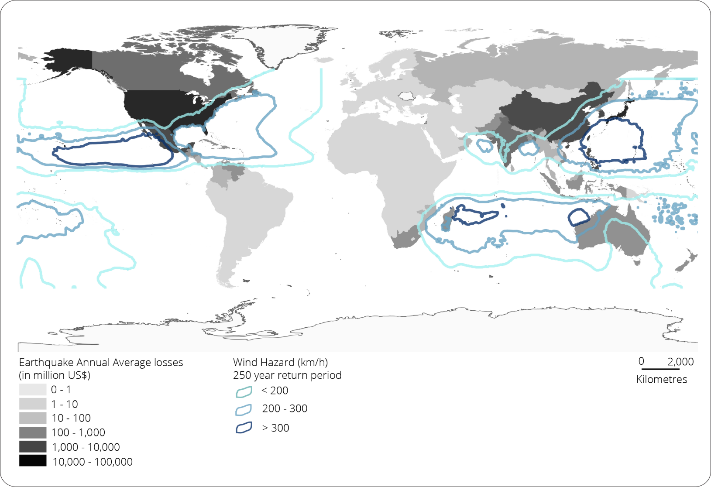 Earthquake Annual Average losses
(in million US$)
0 - 1
1 - 10
10 - 100
100 - 1,000
1,000 - 10,000
10,000 - 100,000
Wind Hazard (km/h)
250 year return period
< 200
200 - 300
> 300
0 2,000
Kilometres